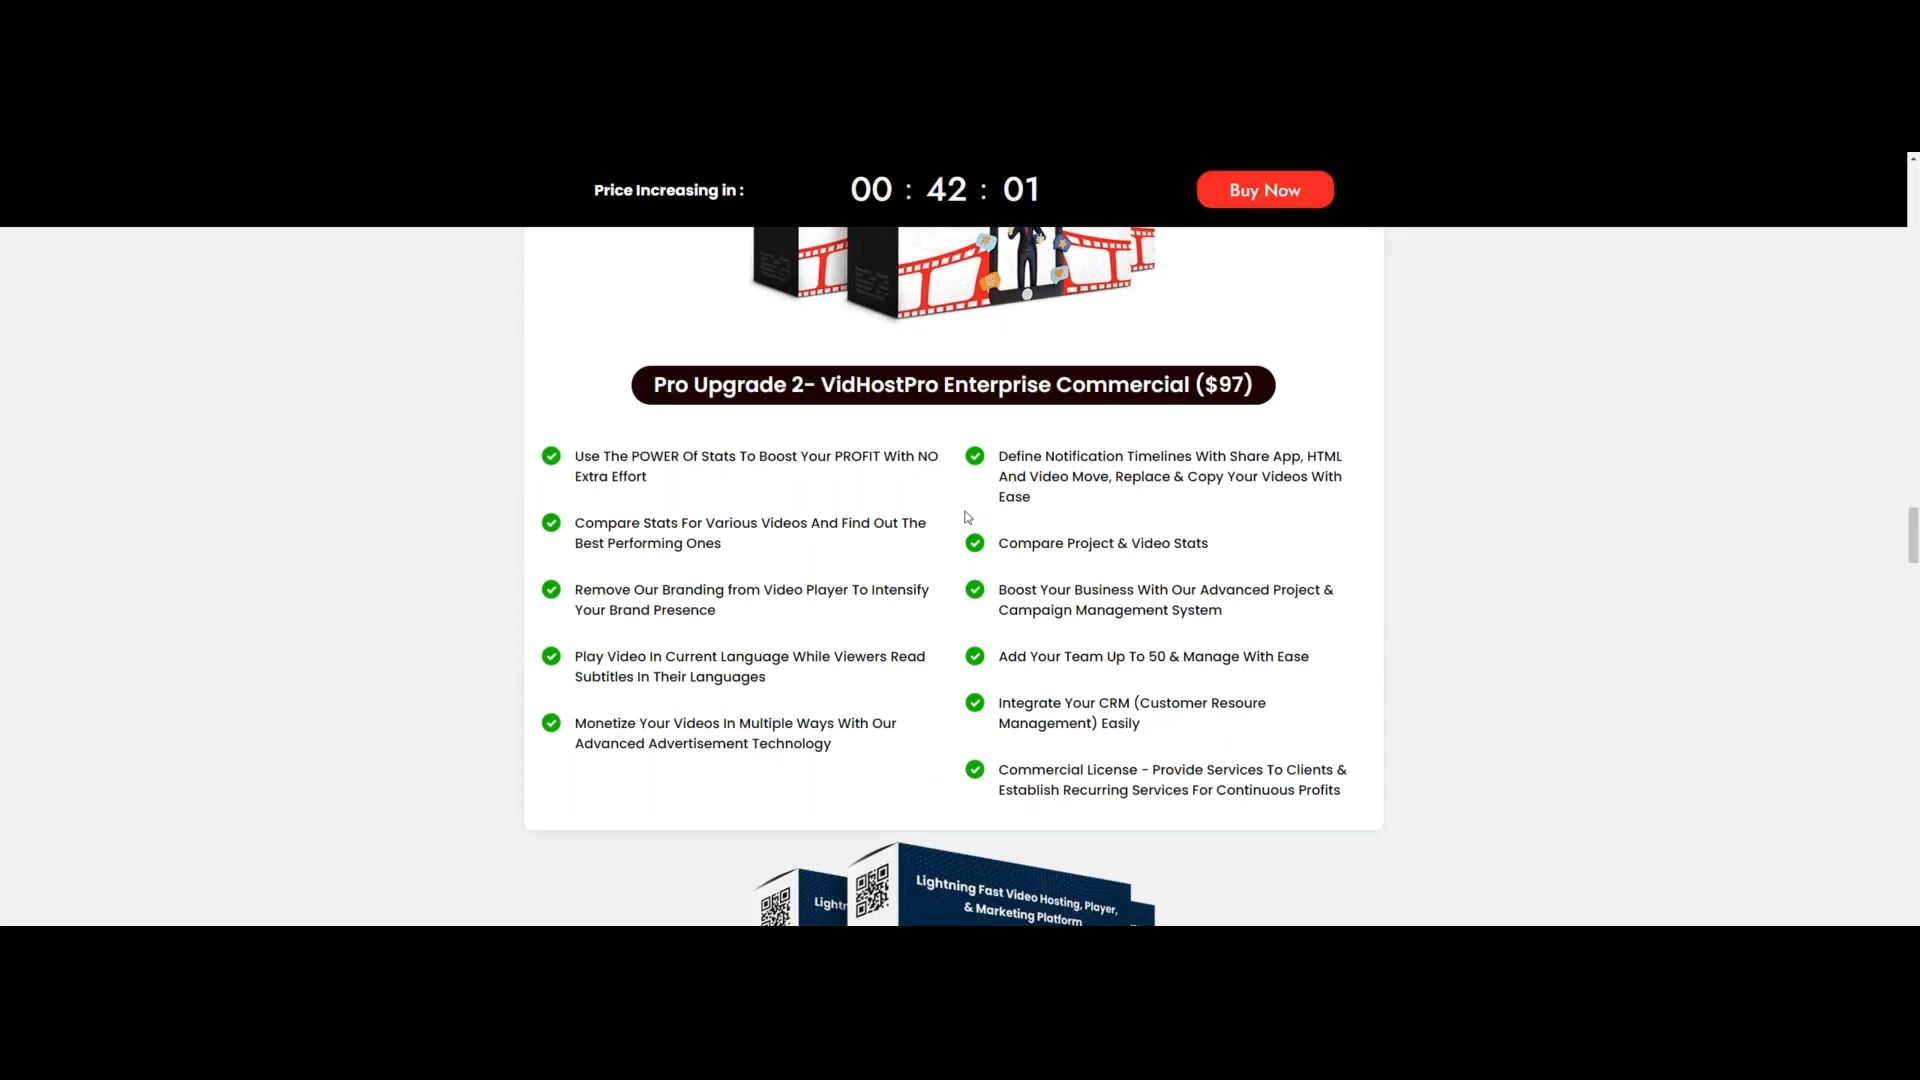 Price Increasing in :
00 : 42 : 01
Buy Now
Pro Upgrade 2- VidHostPro Enterprise Commercial ($97)
Use The POWER Of Stats To Boost Your PROFIT With NO
Extra Effort
Compare Stats For Various Videos And Find Out The
Best Performing Ones
Remove Our Branding from Video Player To Intensify
Your Brand Presence
Play Video In Current Language While Viewers Read
Subtitles In Their Languages
Monetize Your Videos In Multiple Ways With Our
Advanced Advertisement Technology
Define Notification Timelines With Share App, HTML
And Video Move, Replace & Copy Your Videos With
Ease
Compare Project & Video Stats
Boost Your Business With Our Advanced Project &
Campaign Management System
Add Your Team Up To 50 & Manage With Ease
Integrate Your CRM (Customer Resoure
Management) Easily
Commercial License - Provide Services To Clients &
Establish Recurring Services For Continuous Profits
Lightning Fast Video Hosting, Player,
& Marketing Platform